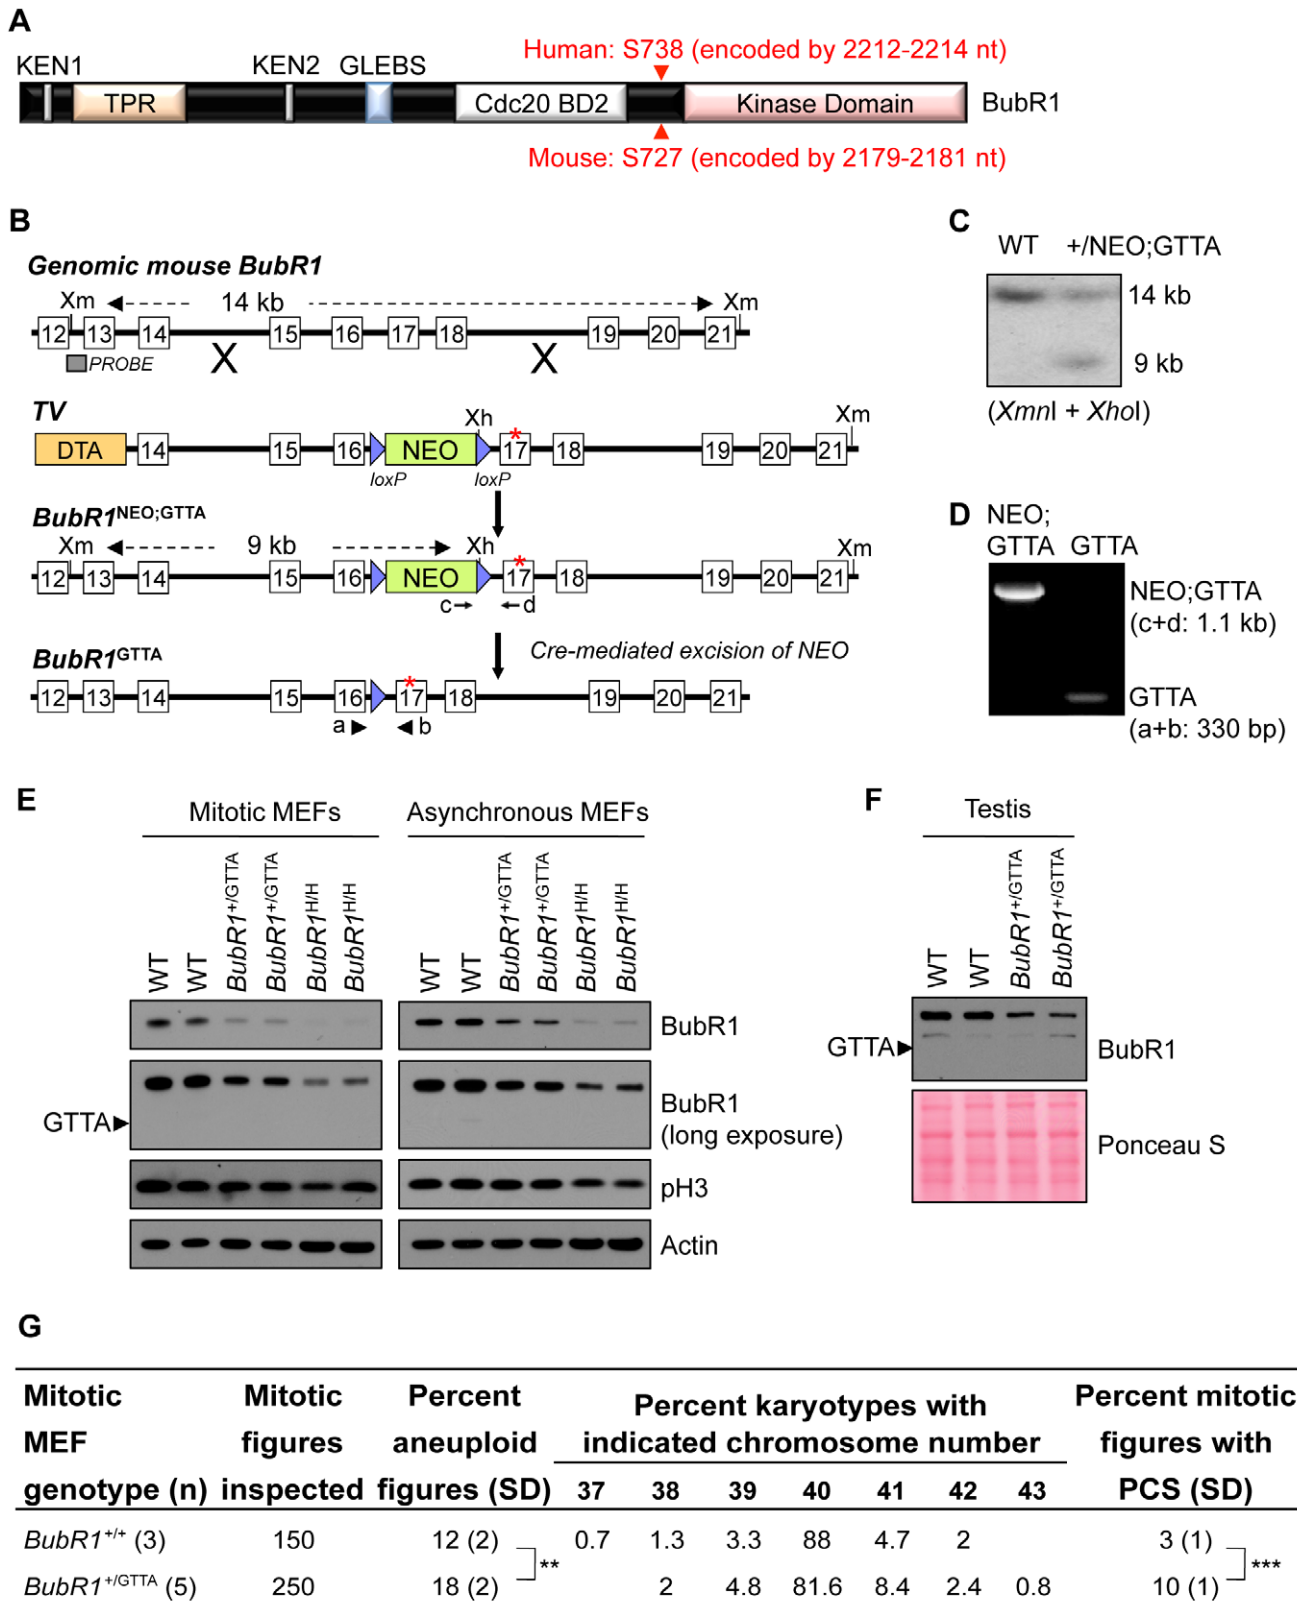 A
Human: S738 (encoded by 2212-2214 nt)
KEN1 KEN2 GLEBS
TPR Cdc20 BD2 Kinase Domain BubR1
Mouse: S727 (encoded by 2179-2181 nt)
B
Genomic mouse BubR1
Xm 14 kb Xm
12 13 14 15 16 17 18 19 20 21
PROBE X X
TV
Xh Xm
DTA 14 15 16 NEO * 17 18 19 20 21
loxP loxP
BubR1NEO;GTTA
Xm 9 kb Xh Xm
12 13 14 15 16 NEO * 17 18 19 20 21
c d
BubR1GTTA
Cre-mediated excision of NEO
12 13 14 15 16 * 17 18 19 20 21
a b
C
WT +/NEO;GTTA
14 kb
9 kb
(XmnI + XhoI)
D
NEO;
GTTA GTTA
NEO;GTTA
(c+d: 1.1 kb)
GTTA
(a+b: 330 bp)
E
Mitotic MEFs Asynchronous MEFs
WT WT BubR1+/GTTA BubR1+/GTTA BubR1H/H BubR1H/H WT WT BubR1+/GTTA BubR1+/GTTA BubR1H/H BubR1H/H
BubR1
GTTA
BubR1
(long exposure)
pH3
Actin
F
Testis
WT WT BubR1+/GTTA BubR1+/GTTA
GTTA BubR1
Ponceau S
G
Mitotic MEF genotype (n) Mitotic figures inspected Percent aneuploid figures (SD) Percent karyotypes with indicated chromosome number Percent mitotic figures with PCS (SD)
37 38 39 40 41 42 43
BubR1+/+ (3) 150 12 (2) 0.7 1.3 3.3 88 4.7 2 3 (1)
** ***
BubR1+/GTTA (5) 250 18 (2) 2 4.8 81.6 8.4 2.4 0.8 10 (1)